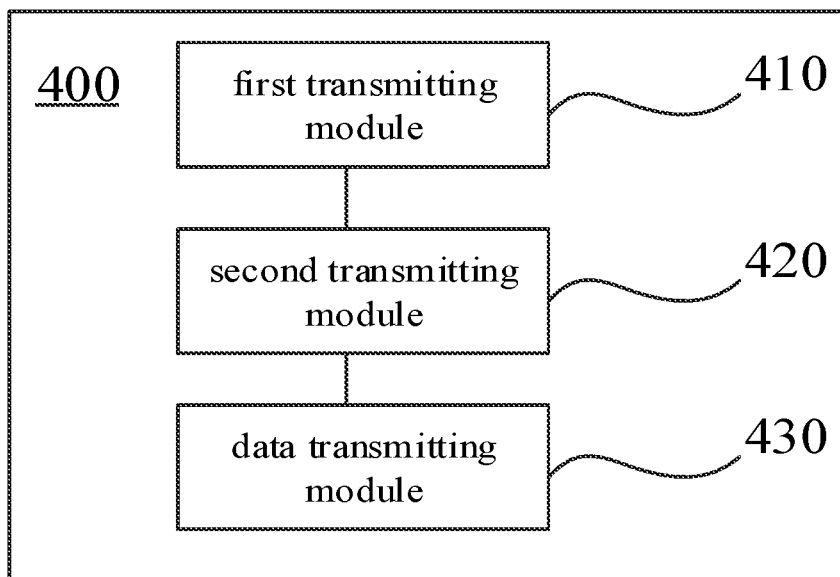 400
first transmitting
module
410
second transmitting
module
420
data transmitting
module
430